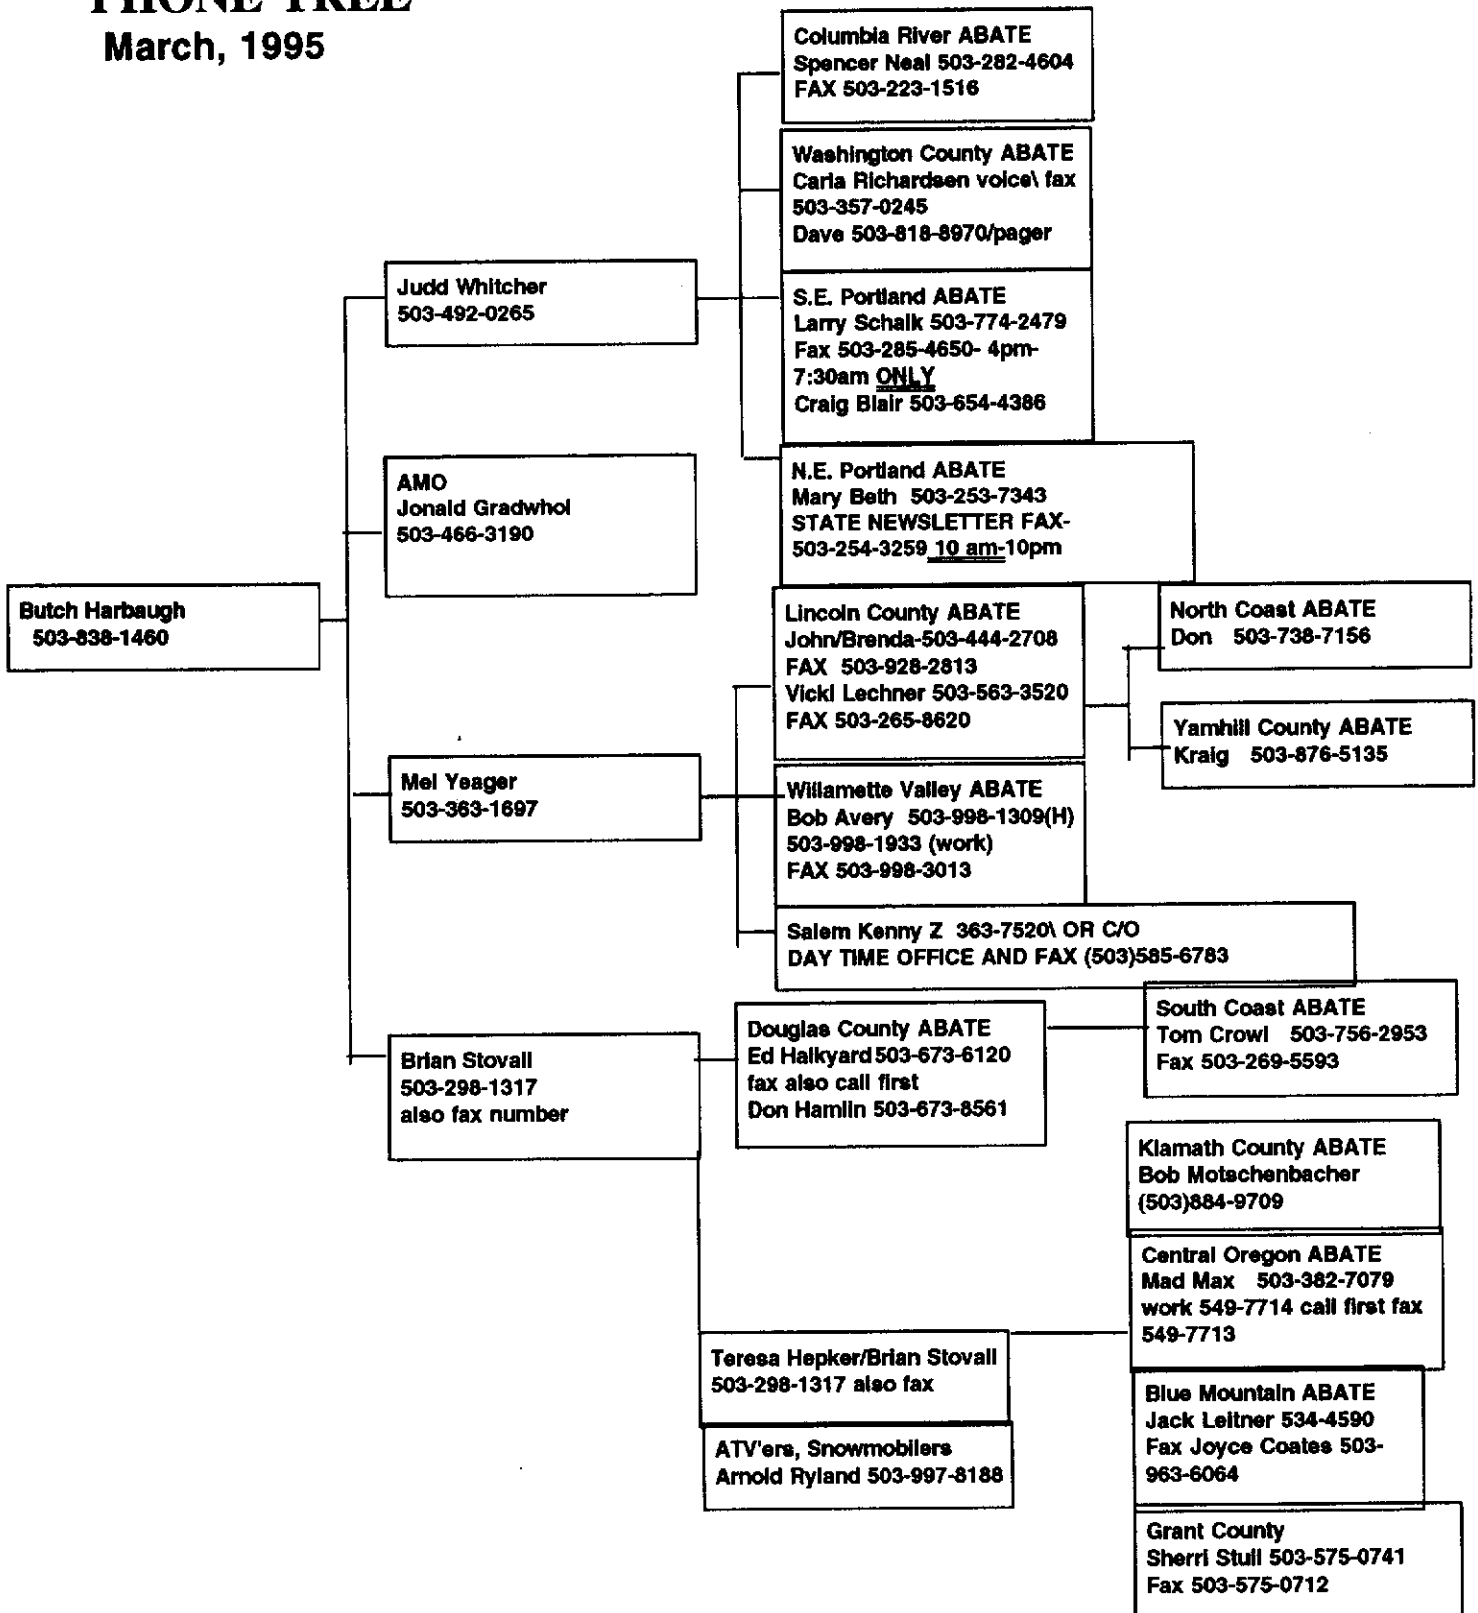 PHONE TREE
March, 1995
Columbia River ABATE
Spencer Neal 503-282-4604
FAX 503-223-1516
Washington County ABATE
Carla Richardsen voice\ fax
503-357-0245
Dave 503-818-8970/pager
Judd Whitcher
503-492-0265
S.E. Portland ABATE
Larry Schalk 503-774-2479
Fax 503-285-4650- 4pm-
7:30am ONLY
Craig Blair 503-654-4386
AMO
Jonald Gradwhol
503-466-3190
N.E. Portland ABATE
Mary Beth 503-253-7343
STATE NEWSLETTER FAX-
503-254-3259 10 am-10pm
Butch Harbaugh
503-838-1460
Lincoln County ABATE
John/Brenda-503-444-2708
FAX 503-928-2813
Vicki Lechner 503-563-3520
FAX 503-265-8620
North Coast ABATE
Don 503-738-7156
Yamhill County ABATE
Kraig 503-876-5135
Mel Yeager
503-363-1697
Willamette Valley ABATE
Bob Avery 503-998-1309(H)
503-998-1933 (work)
FAX 503-998-3013
Salem Kenny Z 363-7520\ OR C/O
DAY TIME OFFICE AND FAX (503)585-6783
Brian Stovall
503-298-1317
also fax number
Douglas County ABATE
Ed Halkyard 503-673-6120
fax also call first
Don Hamlin 503-673-8561
South Coast ABATE
Tom Crowl 503-756-2953
Fax 503-269-5593
Klamath County ABATE
Bob Motschenbacher
(503)884-9709
Central Oregon ABATE
Mad Max 503-382-7079
work 549-7714 call first fax
549-7713
Teresa Hepker/Brian Stovall
503-298-1317 also fax
ATV'ers, Snowmobilers
Arnold Ryland 503-997-8188
Blue Mountain ABATE
Jack Leitner 534-4590
Fax Joyce Coates 503-
963-6064
Grant County
Sherri Stull 503-575-0741
Fax 503-575-0712